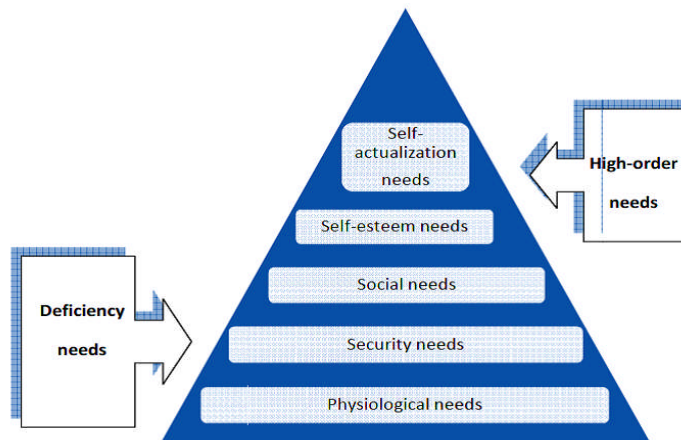 Self-
actualization
needs
High-order
needs
Self-esteem needs
Social needs
Deficiency
needs
Security needs
Physiological needs